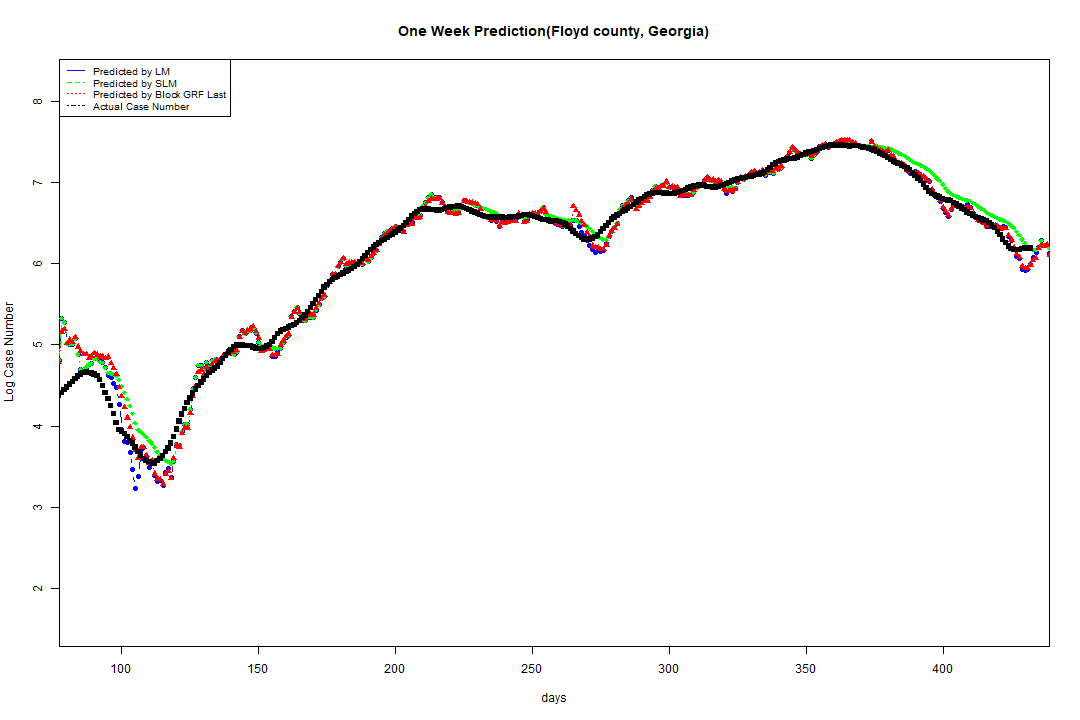 One Week Prediction(Floyd county, Georgia)
Predicted by LM
Predicted by SLM
Predicted by Block GRF Last
Actual Case Number
8
7
6
5
4
3
2
Log Case Number
100 150 200 250 300 350 400
days